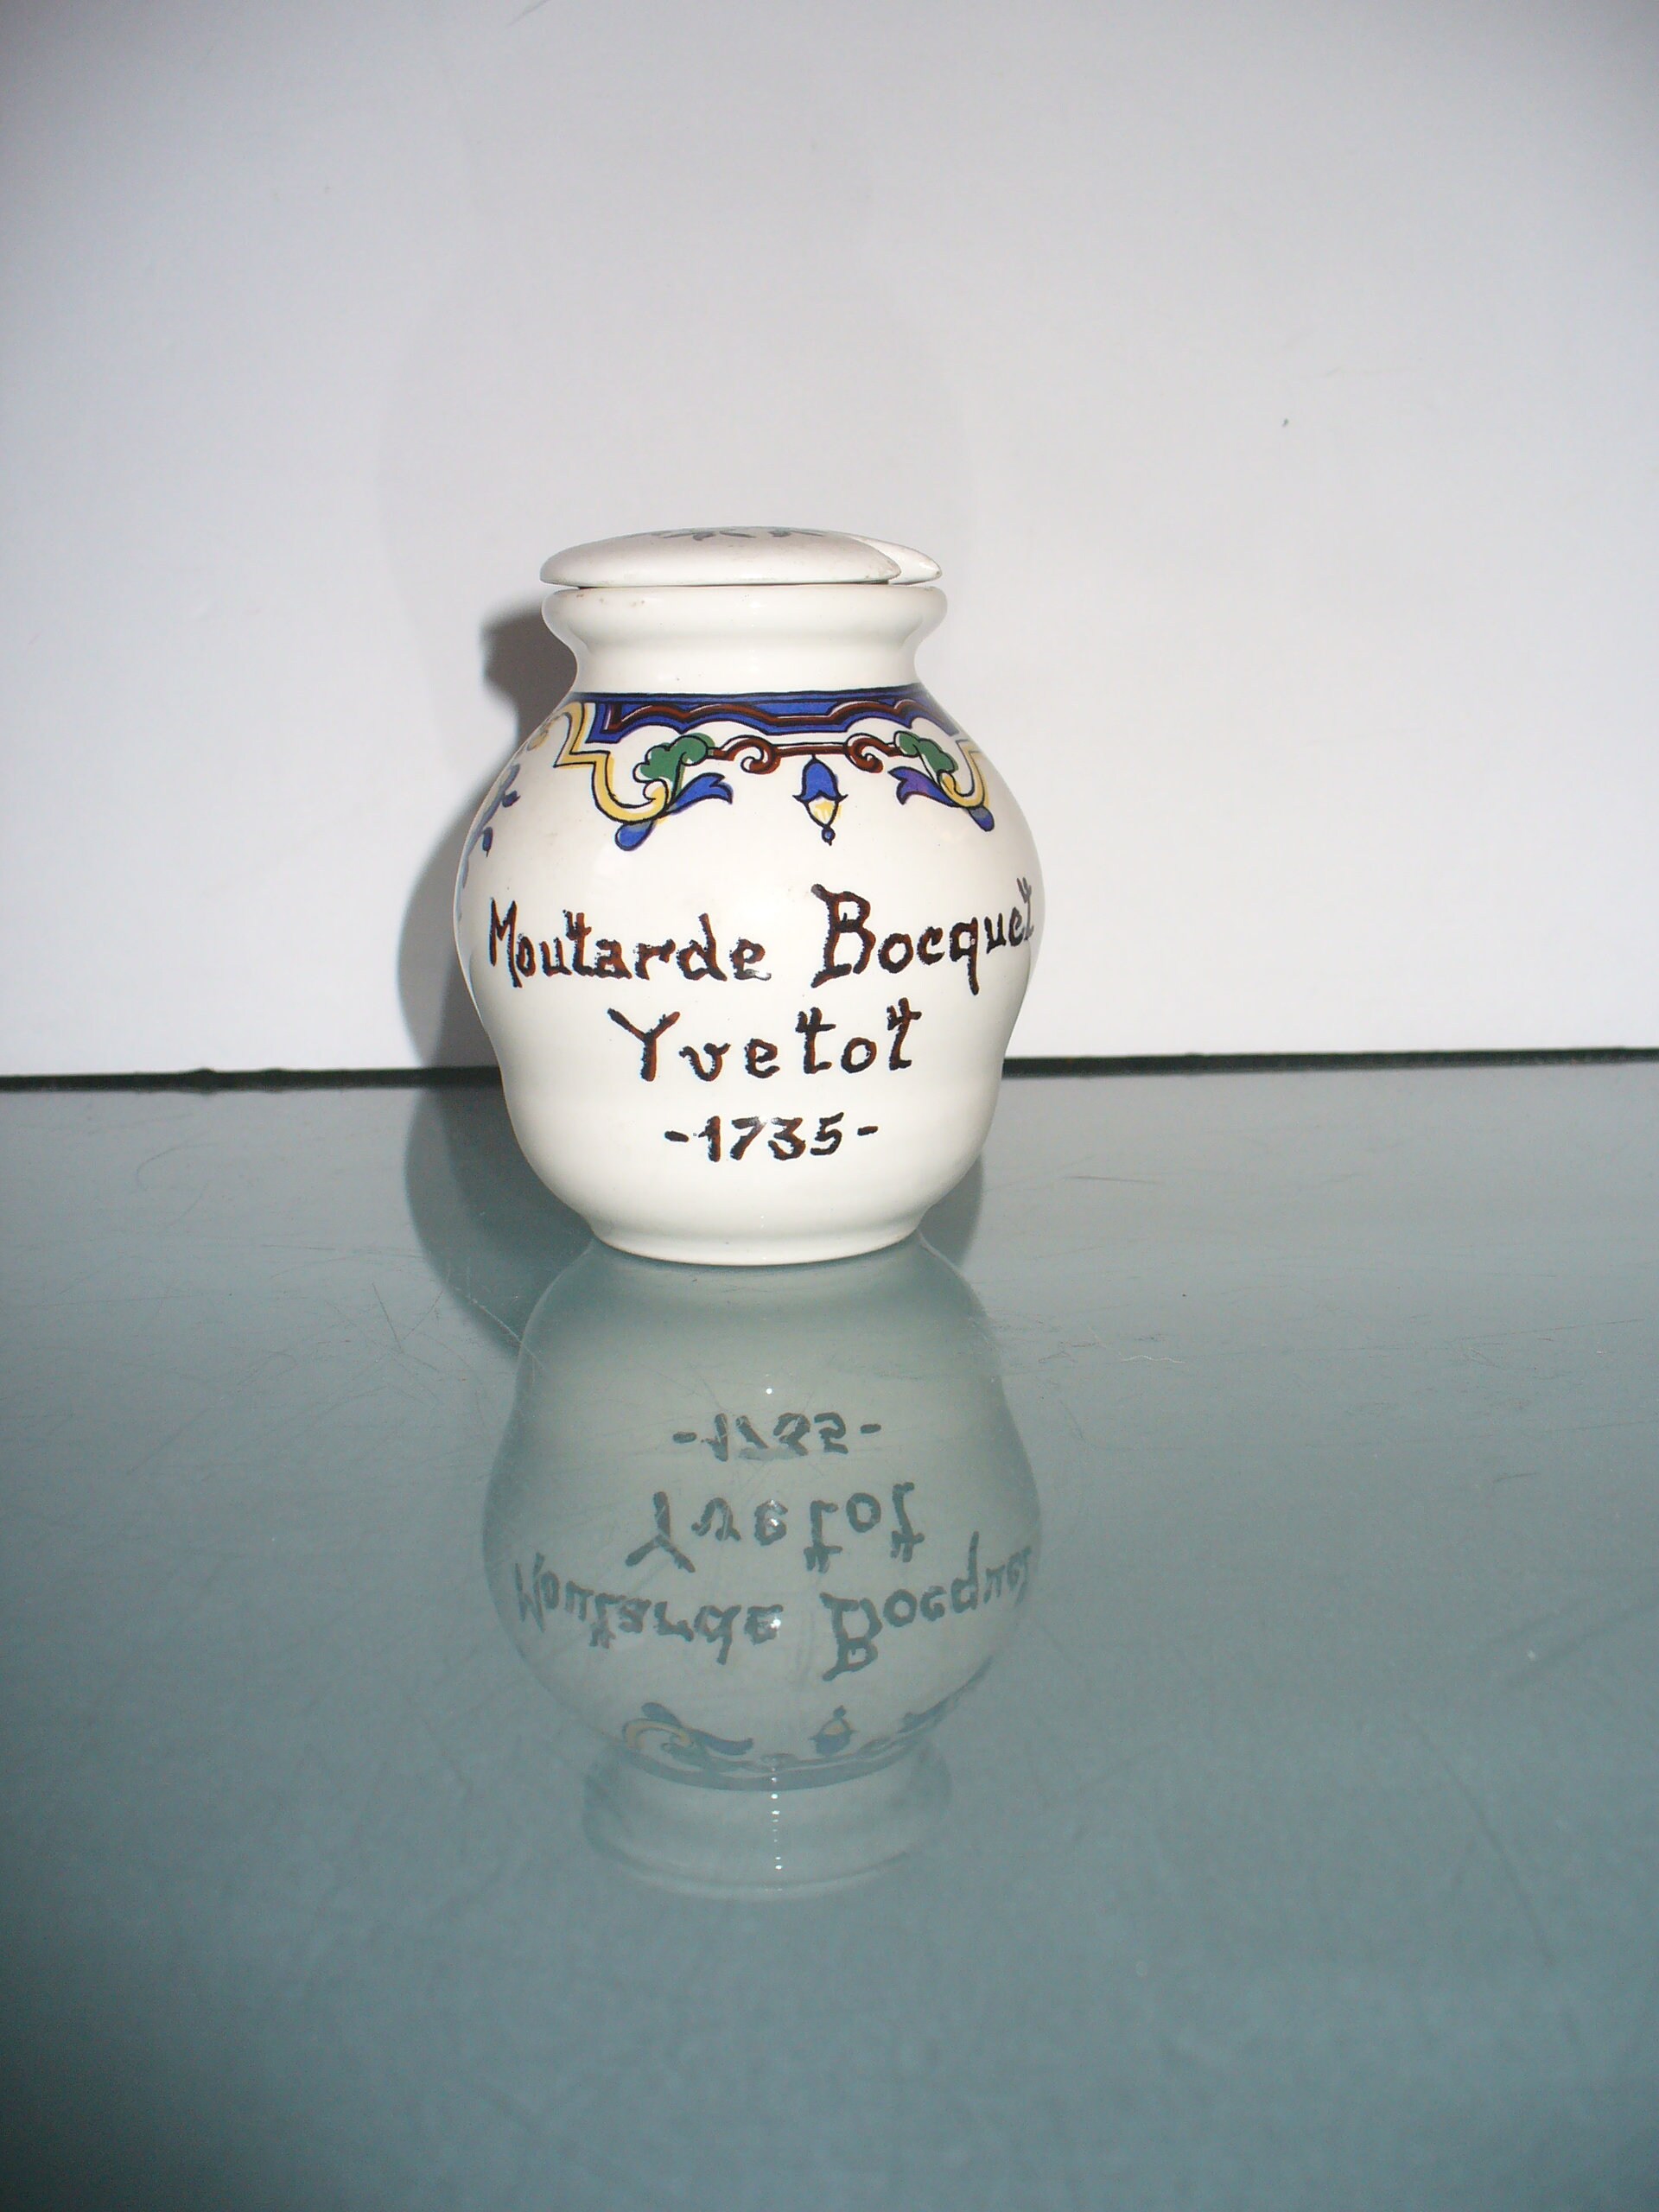 Moutarde Bocquet
Yvetot
-1735-